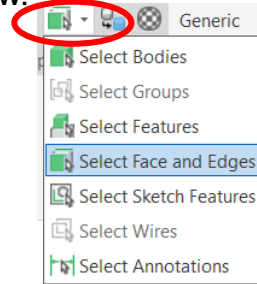 w.
Generic
Select Bodies
Select Groups
Select Features
Select Face and Edges
Select Sketch Features
Select Wires
Select Annotations